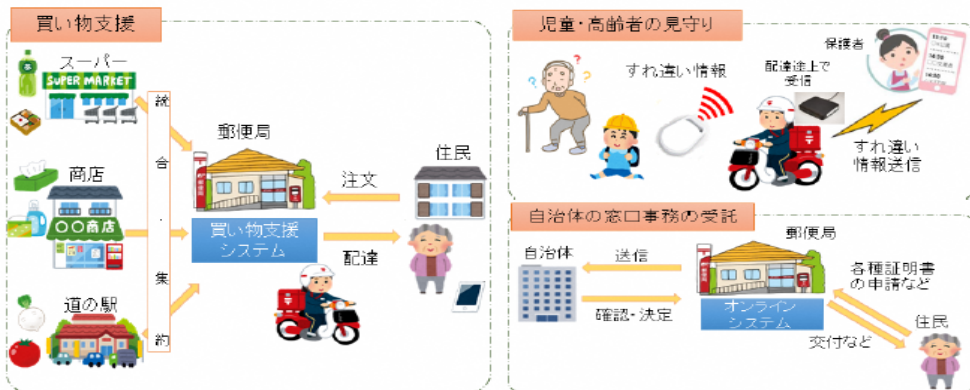 買い物支援
スーパー
SUPER MARKET
統合・集約
郵便局
住民
商店
〇〇商店
注文
買い物支援
システム
配達
道の駅
児童・高齢者の見守り
すれ違い情報
配達途上で
受信
保護者
すれ違い
情報送信
自治体の窓口事務の受託
自治体
送信
郵便局
各種証明書
の申請など
確認・決定
オンライン
システム
住民
交付など